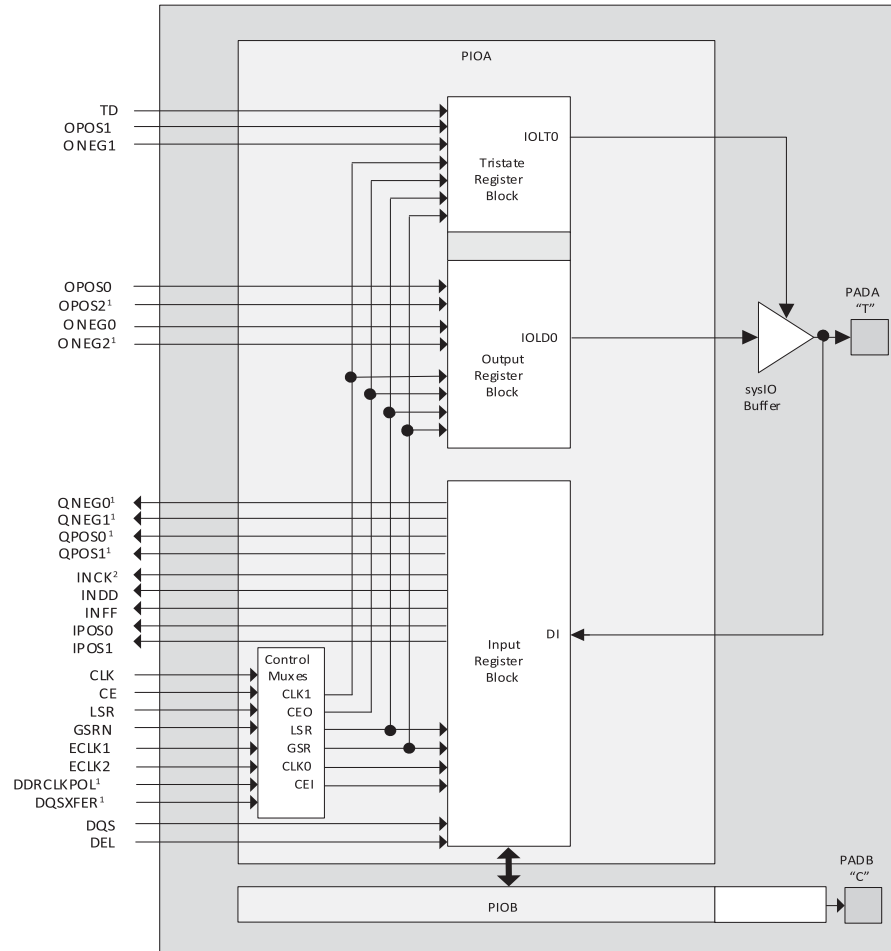 PIOA
TD
OPOS1
ONEG1
IOLT0
Tristate
Register
Block
OPOS0
OPOS2¹
ONEG0
ONEG2¹
IOLD0
Output
Register
Block
PADA
“T”
sysIO
Buffer
QNEG0¹
QNEG1¹
QPOS0¹
QPOS1¹
INCK²
INDD
INFF
IPOS0
IPOS1
DI
Input
Register
Block
CLK
CE
LSR
GSRN
ECLK1
ECLK2
DDRCLKPOL¹
DQSXFER¹
DQS
DEL
Control
Muxes
CLK1
CEO
LSR
GSR
CLK0
CEI
PADB
“C”
PIOB